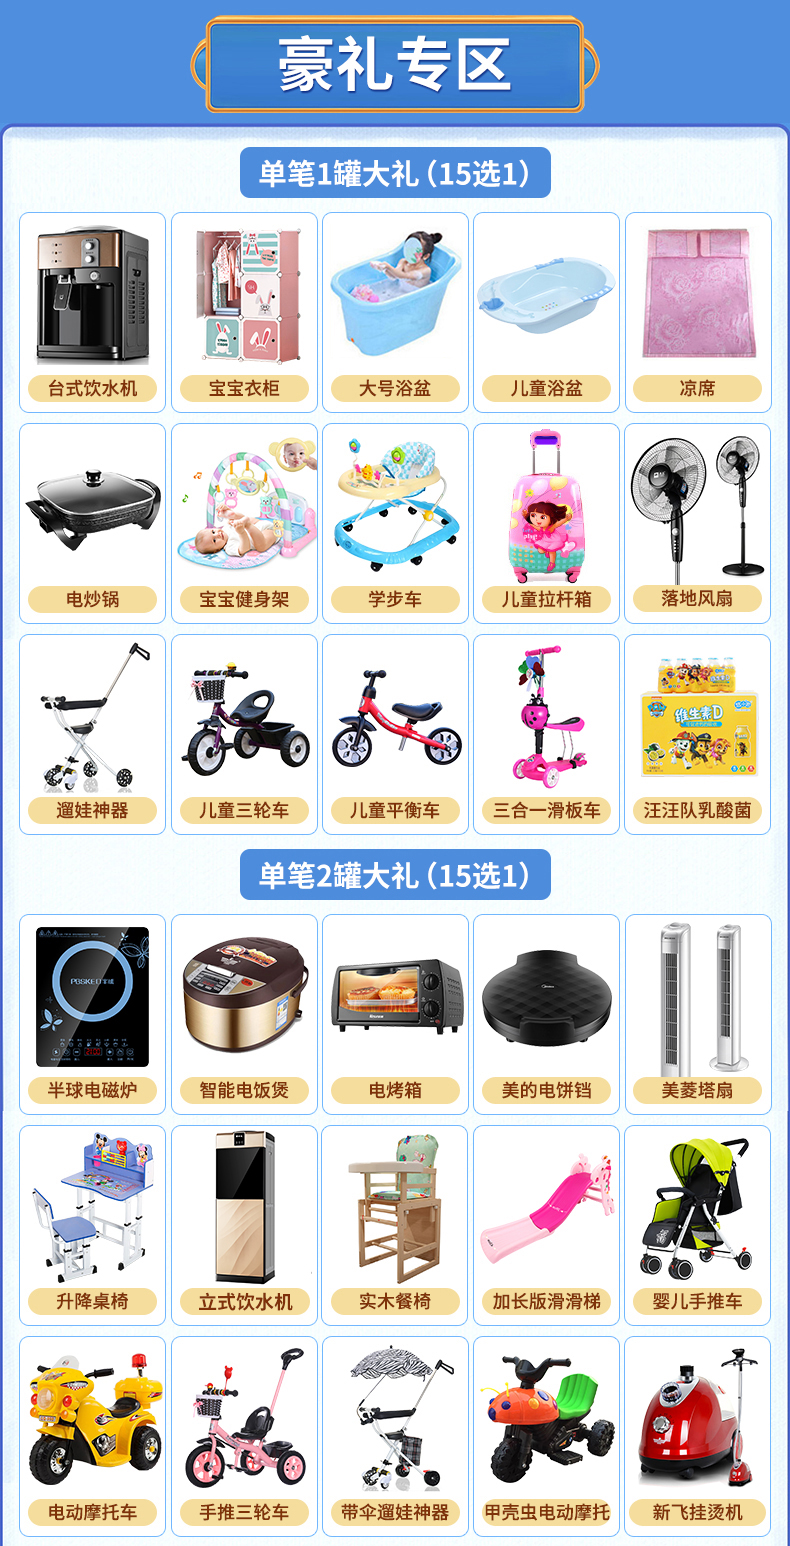 豪礼专区
单笔1罐大礼（15选1）
台式饮水机
宝宝衣柜
大号浴盆
儿童浴盆
凉席
电炒锅
宝宝健身架
学步车
儿童拉杆箱
落地风扇
遛娃神器
儿童三轮车
儿童平衡车
三合一滑板车
维生素D
汪汪队乳酸菌
单笔2罐大礼（15选1）
半球电磁炉
智能电饭煲
电烤箱
美的电饼铛
美菱塔扇
升降桌椅
立式饮水机
实木餐椅
加长版滑滑梯
婴儿手推车
电动摩托车
手推三轮车
带伞遛娃神器
甲壳虫电动摩托
新飞挂烫机